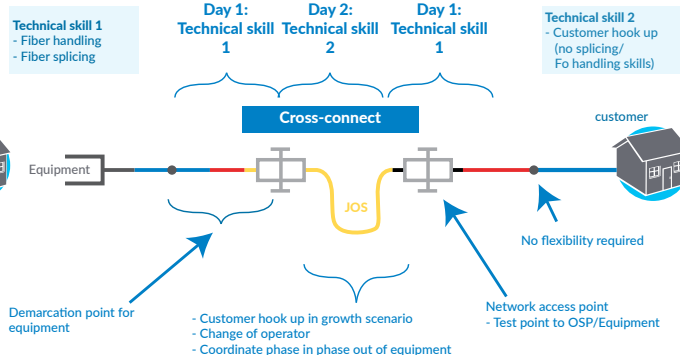 Technical skill 1
- Fiber handling
- Fiber splicing
Day 1:
Technical skill
1
Day 2:
Technical skill
2
Day 1:
Technical skill
1
Technical skill 2
- Customer hook up
(no splicing/
Fo handling skills)
Cross-connect
customer
Equipment
JOS
No flexibility required
Demarcation point for
equipment
- Customer hook up in growth scenario
- Change of operator
- Coordinate phase in phase out of equipment
Network access point
- Test point to OSP/Equipment